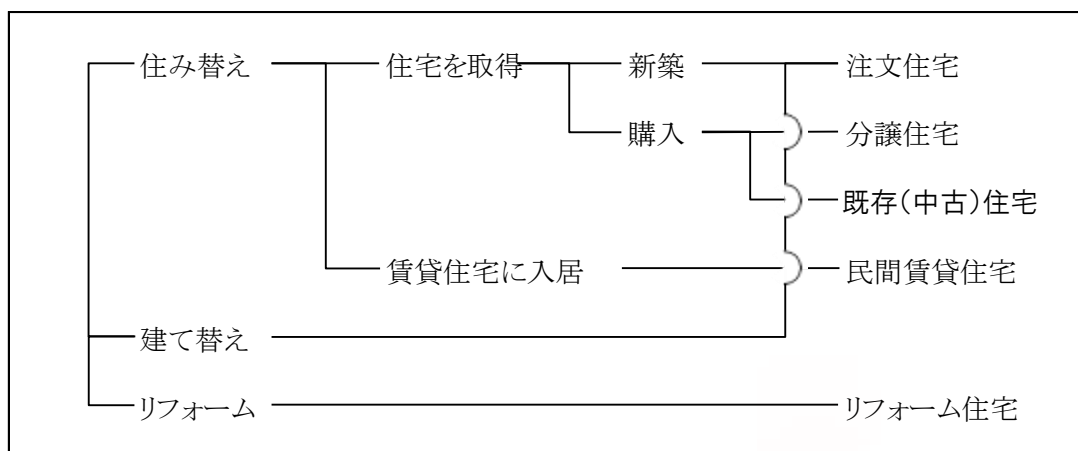 住み替え 住宅を取得 新築 注文住宅
購入 分譲住宅
既存(中古)住宅
賃貸住宅に入居 民間賃貸住宅
建て替え
リフォーム リフォーム住宅